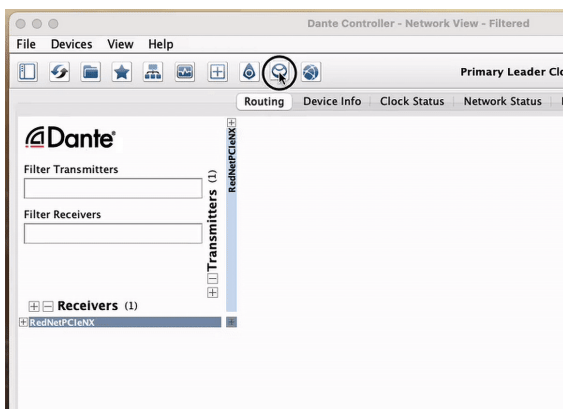 Dante Controller - Network View - Filtered
File Devices View Help
Primary Leader Clo
Routing Device Info Clock Status Network Status
Dante
Filter Transmitters
Filter Receivers
RedNetPCIeNX
Transmitters (1)
Receivers (1)
RedNetPCIeNX